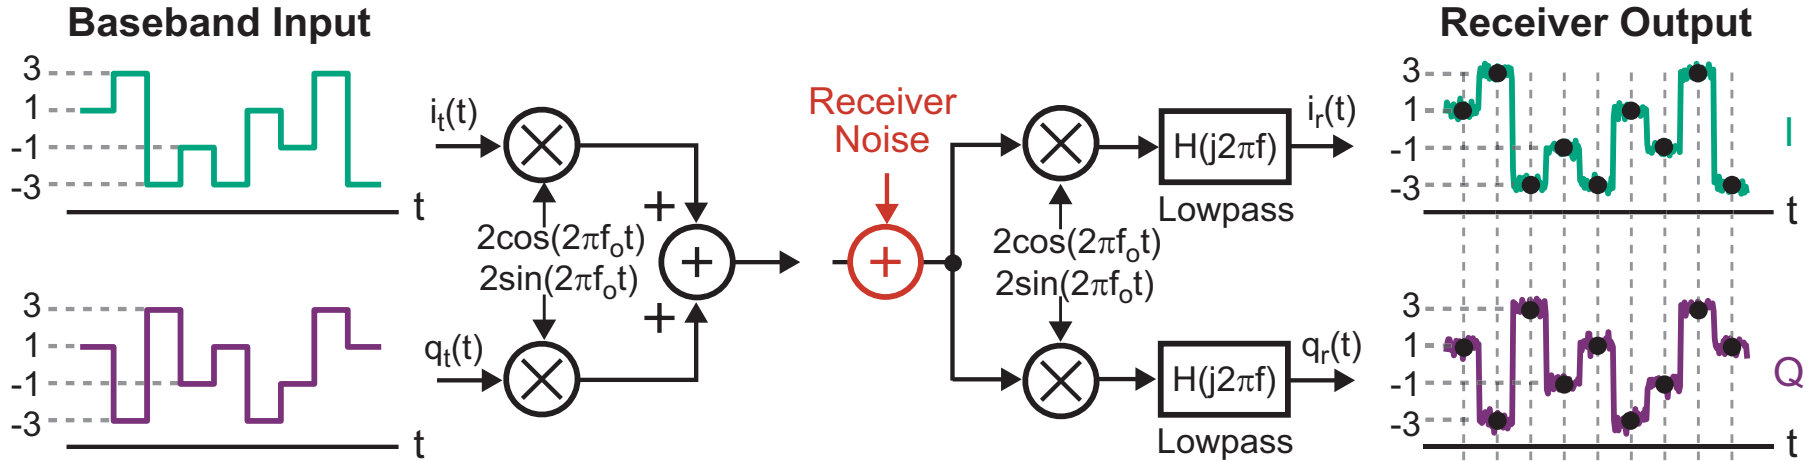 Baseband Input
Receiver Output
3
1
-1
-3
t
i_t(t)
2cos(2πf_ot)
2sin(2πf_ot)
3
1
-1
-3
t
q_t(t)
+
+
+
Receiver
Noise
+
2cos(2πf_ot)
2sin(2πf_ot)
H(j2πf)
Lowpass
i_r(t)
H(j2πf)
Lowpass
q_r(t)
3
1
-1
-3
I
t
3
1
-1
-3
Q
t